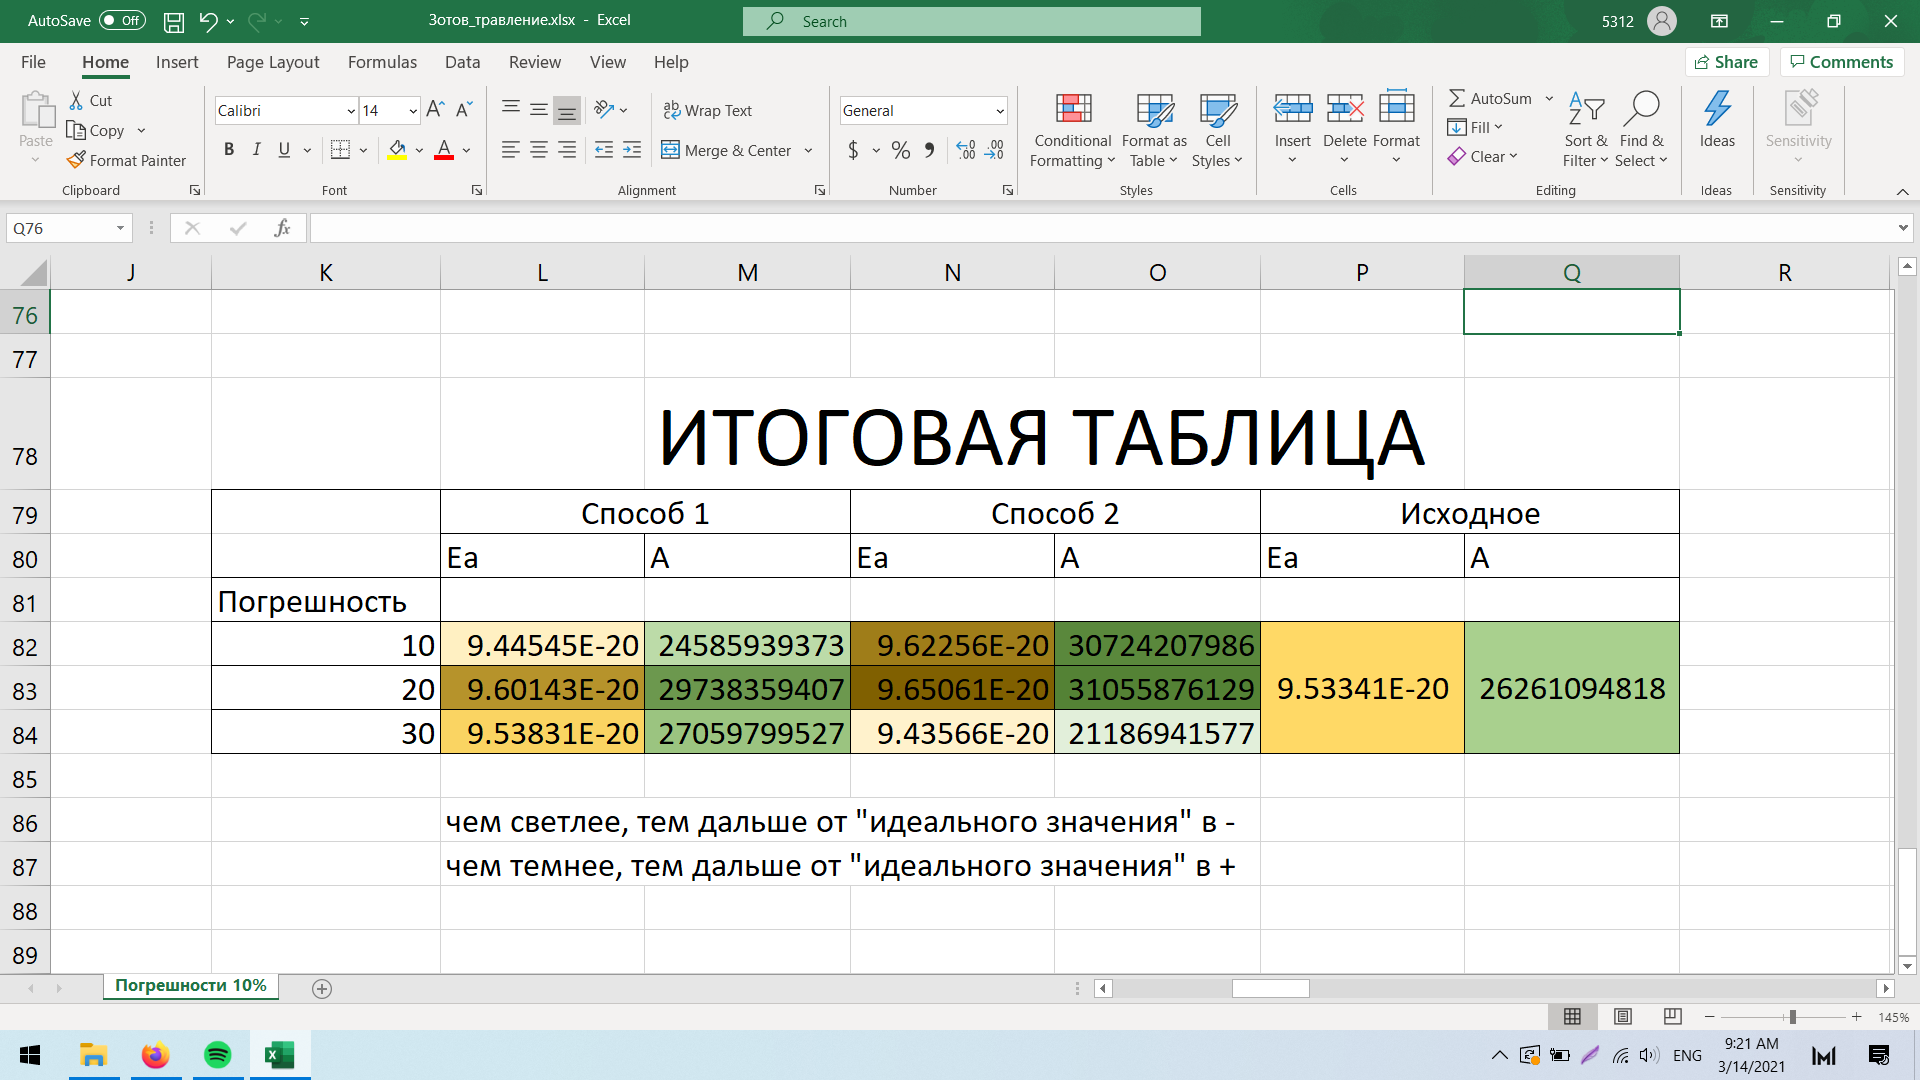 AutoSave Off Зотов_травление.xlsx - Excel Search 5312
File Home Insert Page Layout Formulas Data Review View Help Share Comments
Paste Cut Copy Format Painter Clipboard
Calibri 14 B I U A Font
Wrap Text Merge & Center Alignment
General $ % Number
Conditional Formatting Format as Table Cell Styles Styles
Insert Delete Format Cells
AutoSum Fill Clear Sort & Filter Find & Select Editing
Ideas Ideas
Sensitivity Sensitivity
Q76 fx
J K L M N O P Q R
76
77
78 ИТОГОВАЯ ТАБЛИЦА
79 Способ 1 Способ 2 Исходное
80 Ea A Ea A Ea A
81 Погрешность
82 10 9.44545E-20 24585939373 9.62256E-20 30724207986
83 20 9.60143E-20 29738359407 9.65061E-20 31055876129 9.53341E-20 26261094818
84 30 9.53831E-20 27059799527 9.43566E-20 21186941577
85
86 чем светлее, тем дальше от "идеального значения" в -
87 чем темнее, тем дальше от "идеального значения" в +
88
89
Погрешности 10%
145%
ENG 9:21 AM
3/14/2021